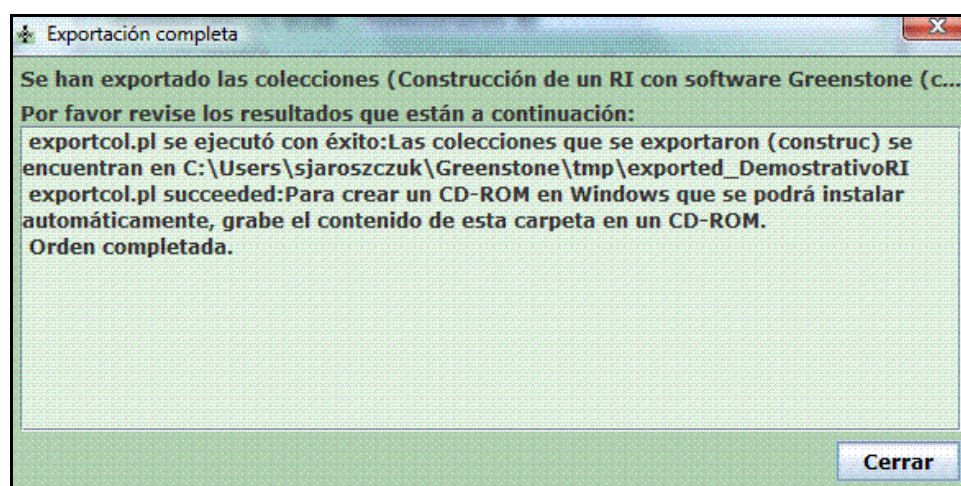 Exportación completa
Se han exportado las colecciones (Construcción de un RI con software Greenstone (c...
Por favor revise los resultados que están a continuación:
exportcol.pl se ejecutó con éxito:Las colecciones que se exportaron (construc) se
encuentran en C:\Users\sjaroszczuk\Greenstone\tmp\exported_DemostrativoRI
exportcol.pl succeeded:Para crear un CD-ROM en Windows que se podrá instalar
automáticamente, grabe el contenido de esta carpeta en un CD-ROM.
Orden completada.
Cerrar